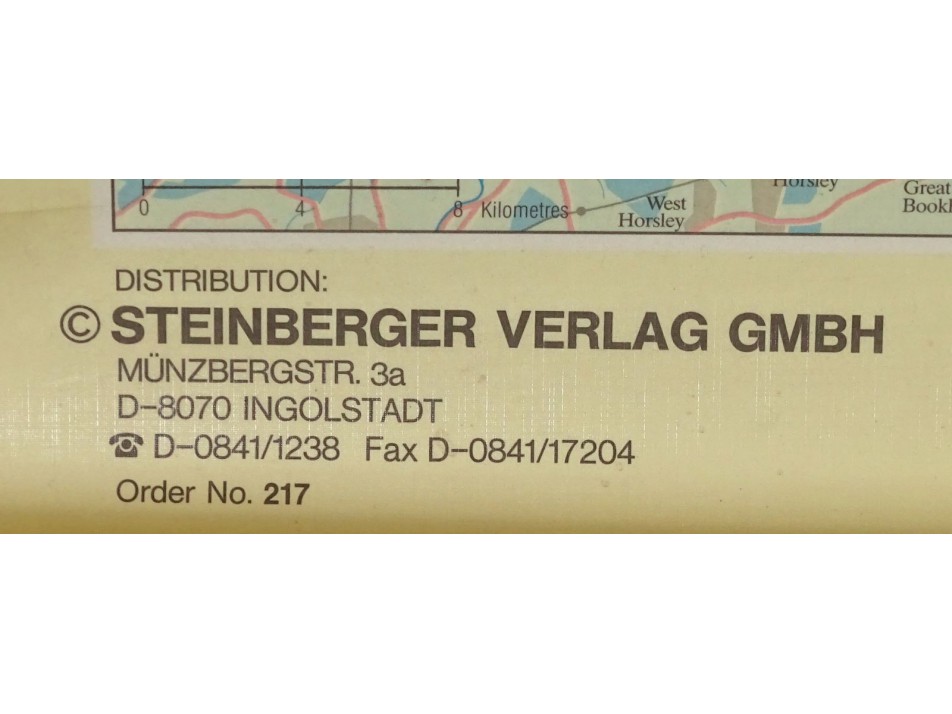 Horsley
Great
0 4 8 Kilometres West
Horsley
DISTRIBUTION:
© STEINBERGER VERLAG GMBH
MÜNZBERGSTR. 3a
D-8070 INGOLSTADT
☎ D-0841/1238 Fax D-0841/17204
Order No. 217